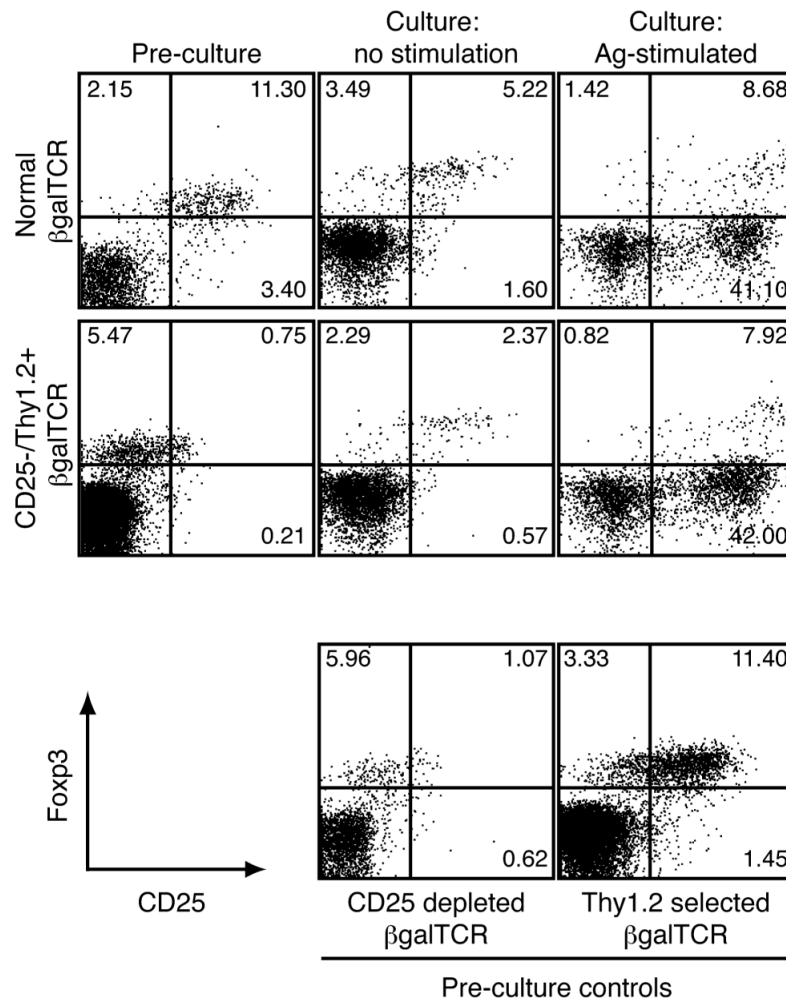 Culture:
Culture:
Pre-culture
no stimulation
Ag-stimulated
Normal
βgalTCR
2.15
11.30
3.40
3.49
5.22
1.60
1.42
8.68
41.10
CD25-/Thy1.2+
βgalTCR
5.47
0.75
0.21
2.29
2.37
0.57
0.82
7.92
42.00
Foxp3
CD25
5.96
1.07
0.62
3.33
11.40
1.45
CD25 depleted
βgalTCR
Thy1.2 selected
βgalTCR
Pre-culture controls